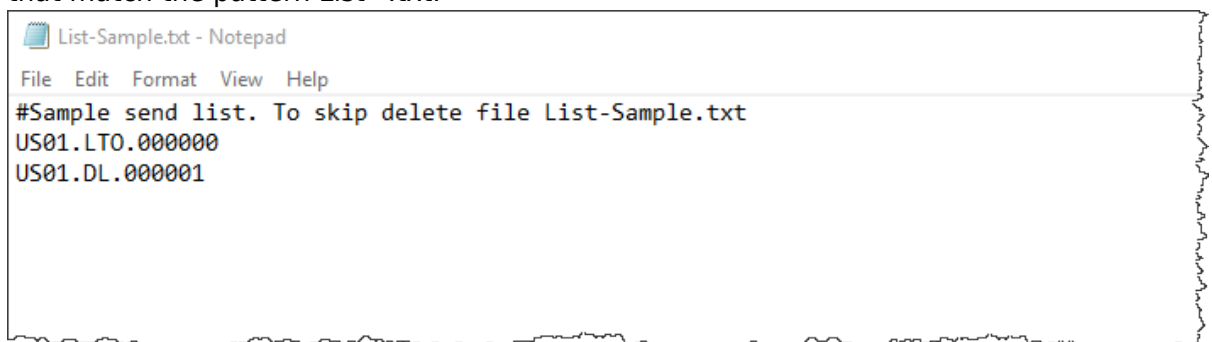 that match the pattern List-*.txt.
List-Sample.txt - Notepad
File Edit Format View Help
#Sample send list. To skip delete file List-Sample.txt
US01.LTO.000000
US01.DL.000001